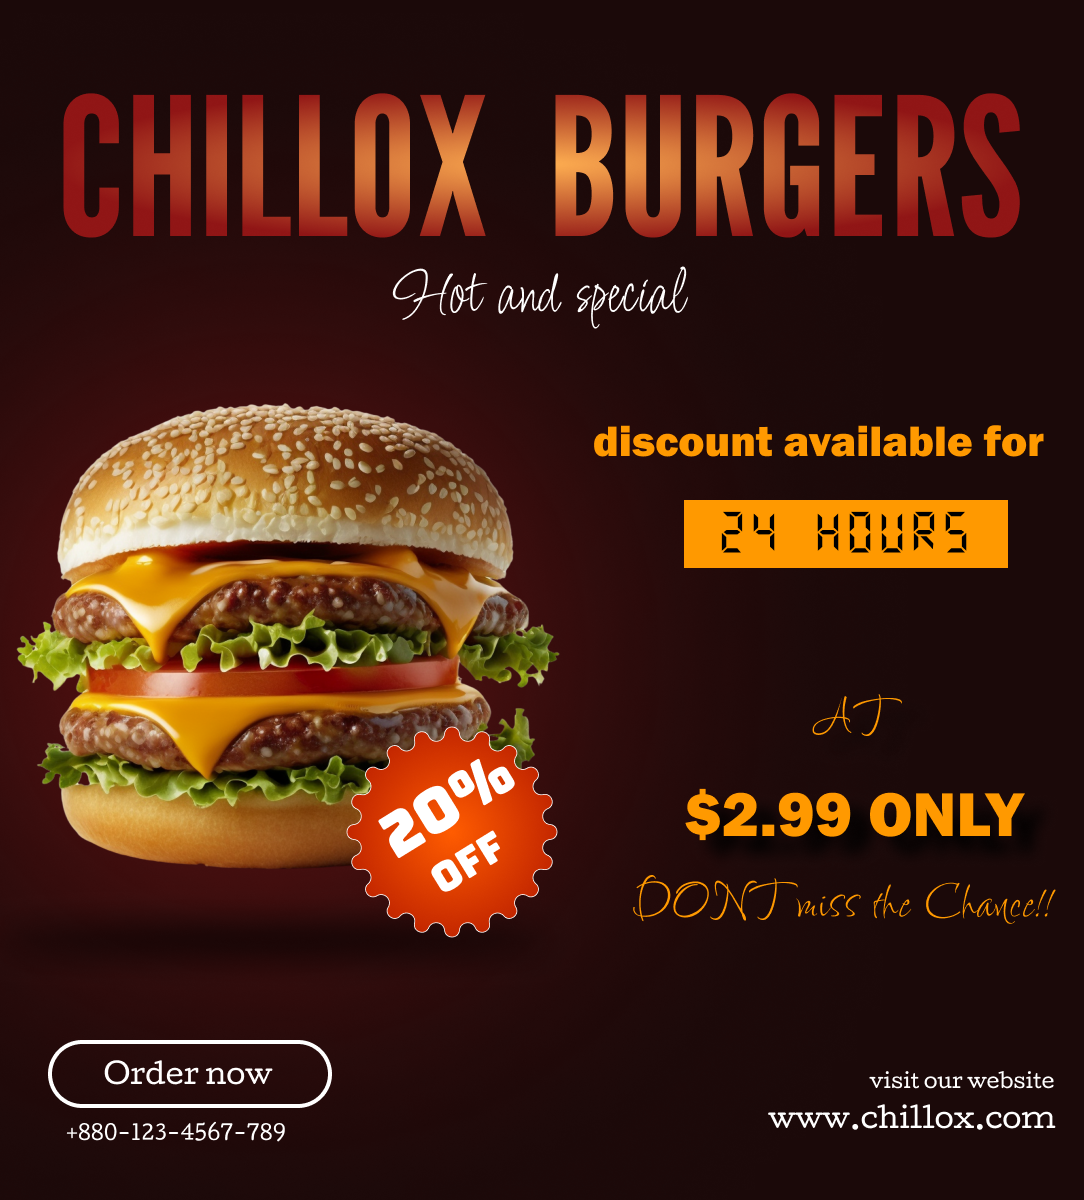 CHILLOX BURGERS
Hot and special
discount available for
24 HOURS
AT
$2.99 ONLY
DONT miss the Chance!!
20%
OFF
Order now
+880-123-4567-789
visit our website
www.chillox.com